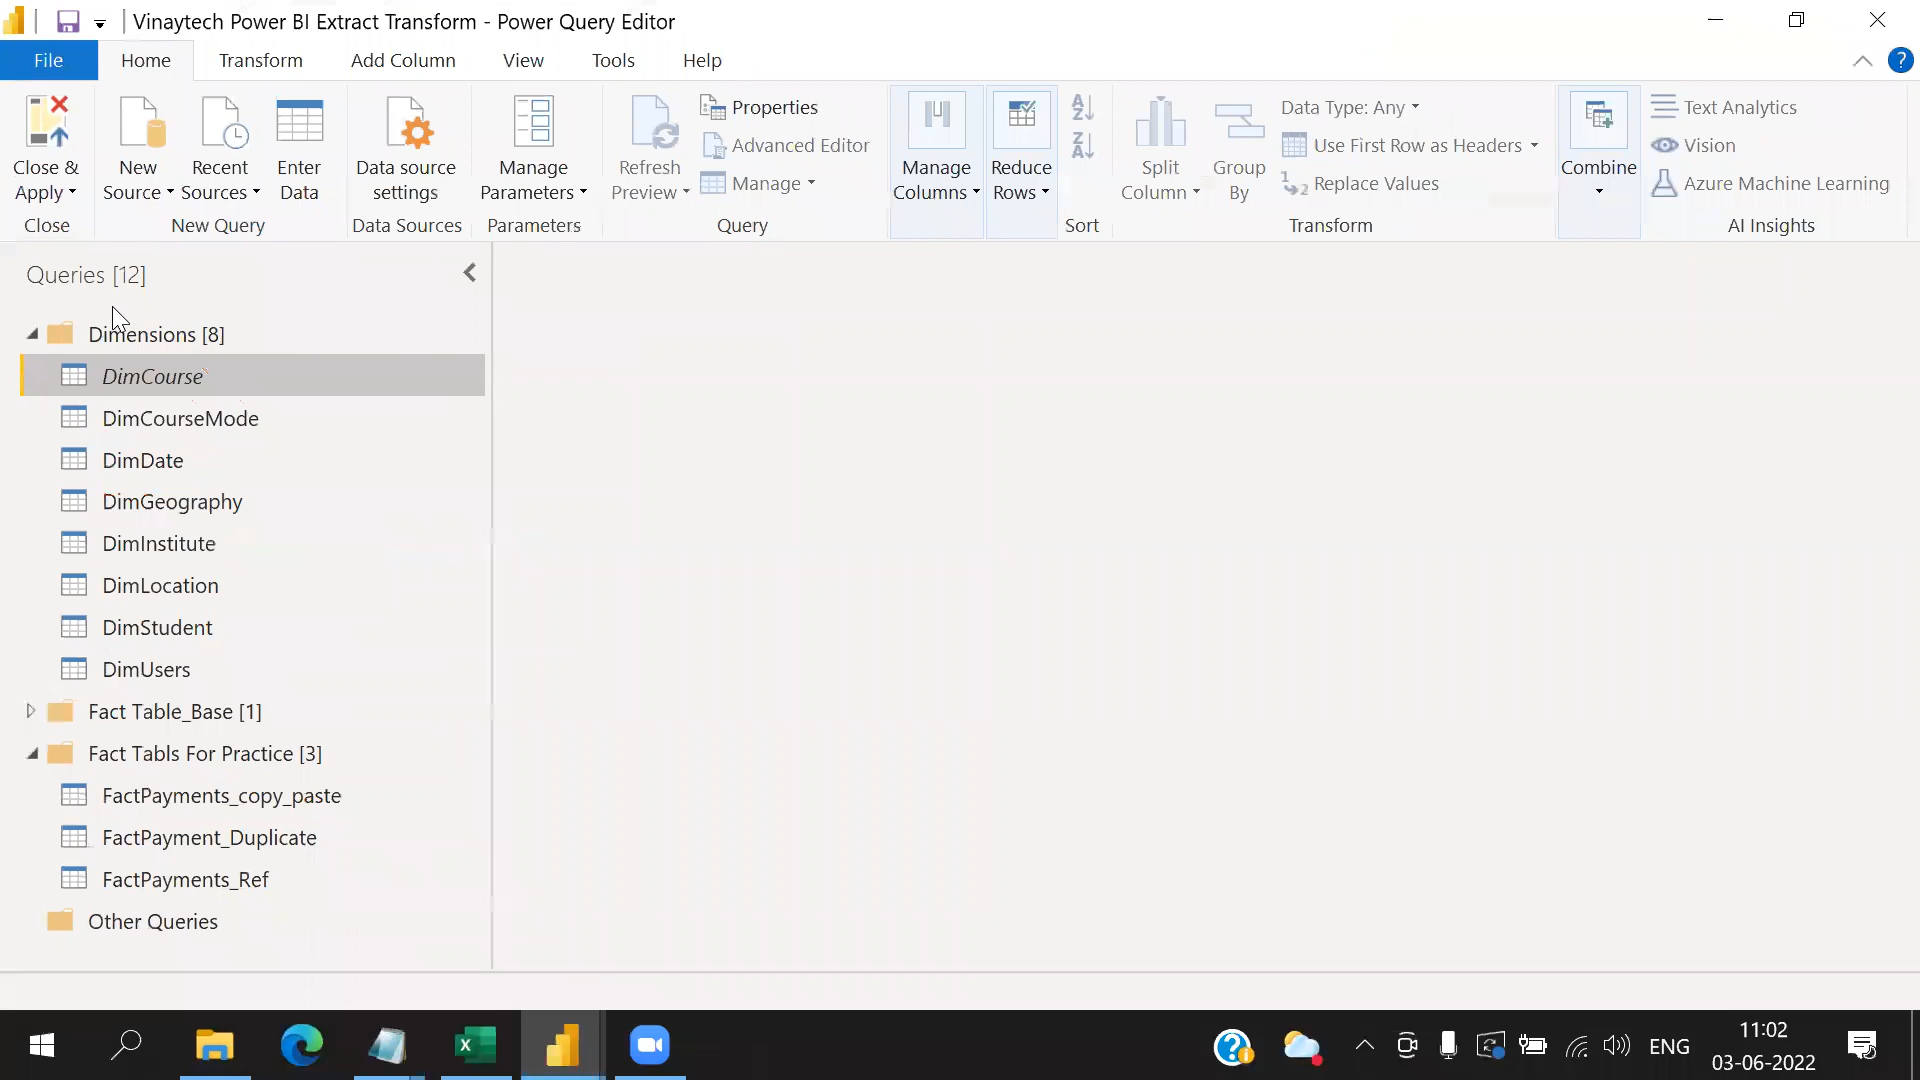 Vinaytech Power BI Extract Transform - Power Query Editor
File Home Transform Add Column View Tools Help ?
Close & Apply
New Source
Recent Sources
Enter Data
Data source settings
Manage Parameters
Refresh Preview
Properties
Advanced Editor
Manage
Manage Columns
Reduce Rows
Split Column
Group By
Data Type: Any
Use First Row as Headers
Replace Values
Combine
Text Analytics
Vision
Azure Machine Learning
Close New Query Data Sources Parameters Query Sort Transform AI Insights
Queries [12]
Dimensions [8]
DimCourse
DimCourseMode
DimDate
DimGeography
DimInstitute
DimLocation
DimStudent
DimUsers
Fact Table_Base [1]
Fact Tabls For Practice [3]
FactPayments_copy_paste
FactPayment_Duplicate
FactPayments_Ref
Other Queries
ENG
11:02
03-06-2022